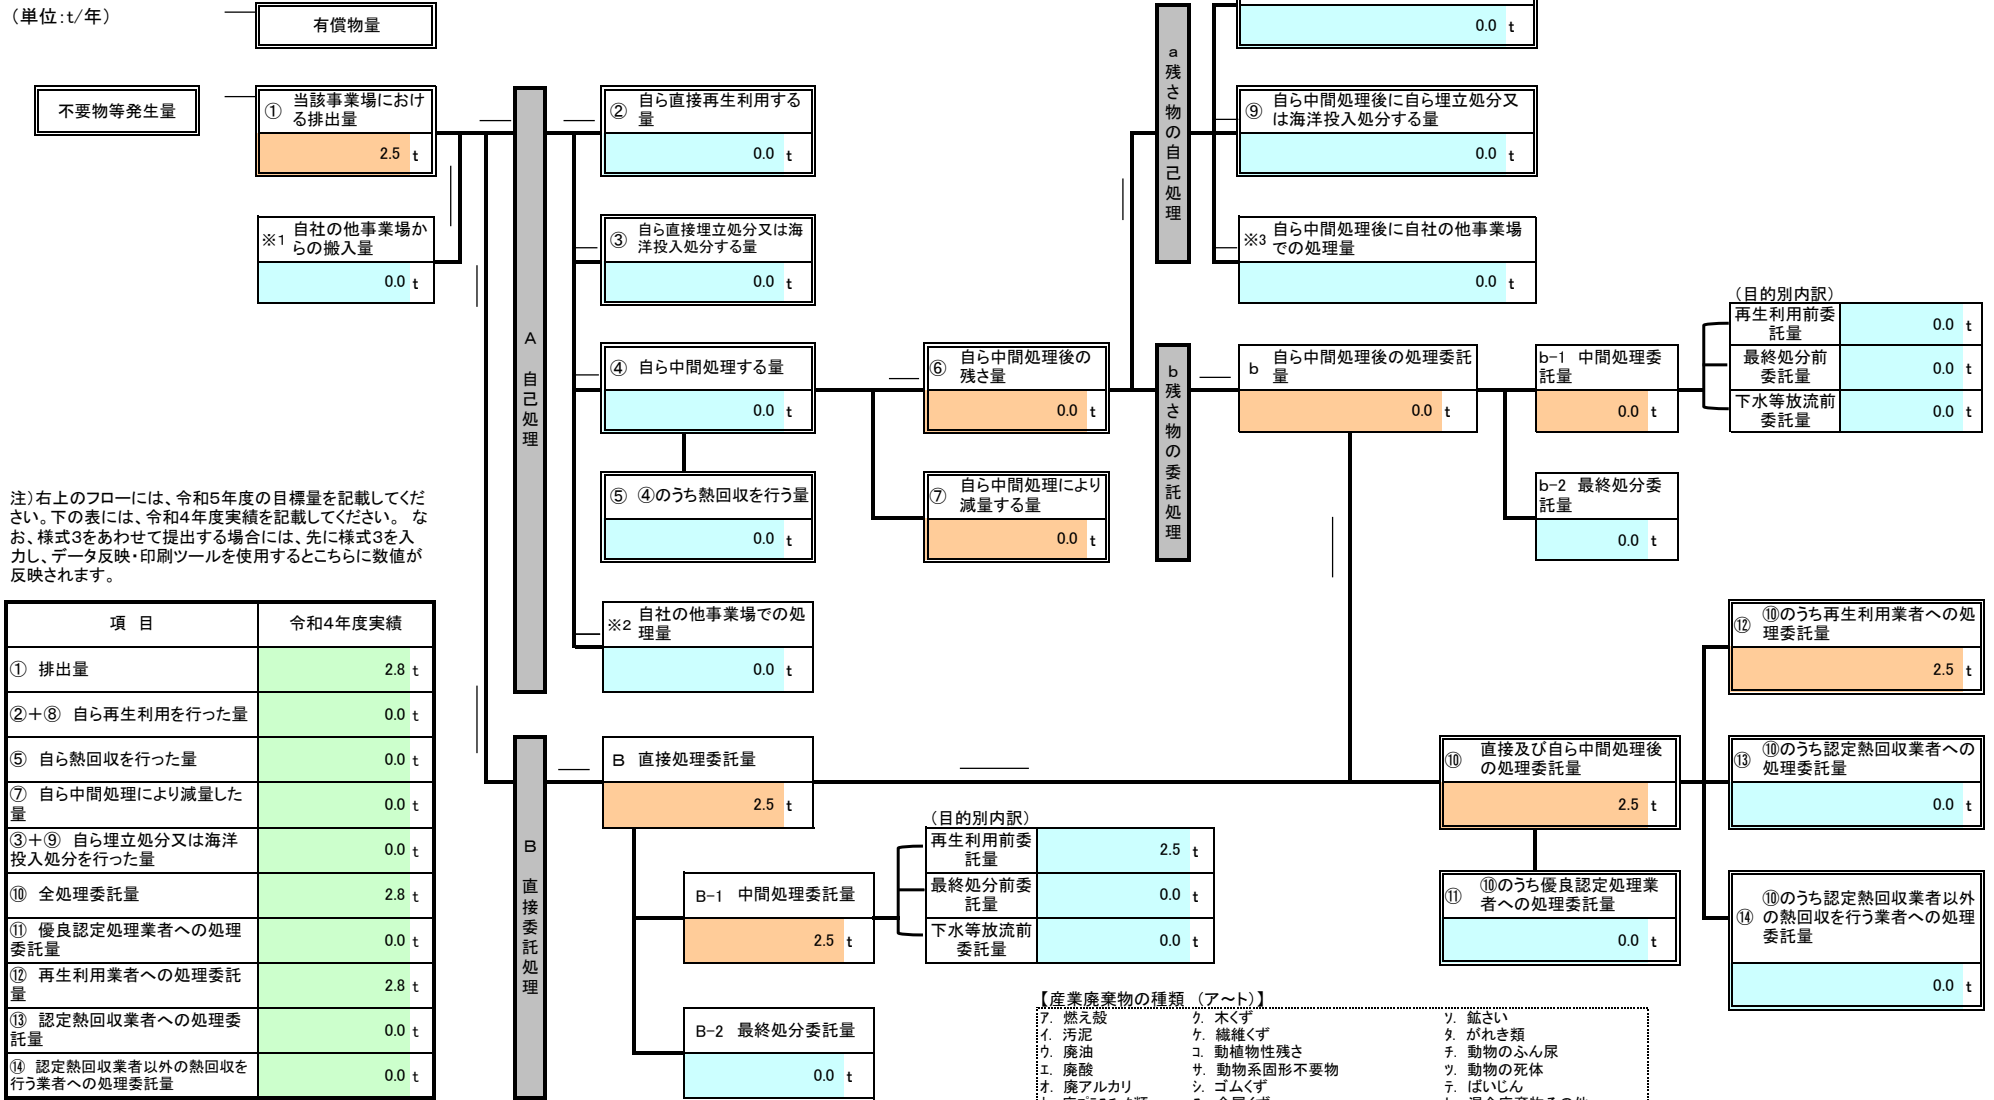 （単位：t/年）
有償物量
0.0 t
不要物等発生量
① 当該事業場におけ
る排出量
2.5 t
※1 自社の他事業場か
らの搬入量
0.0 t
A 自己処理
② 自ら直接再生利用する
量
0.0 t
③ 自ら直接埋立処分又は海
洋投入処分する量
0.0 t
④ 自ら中間処理する量
0.0 t
⑤ ④のうち熱回収を行う量
0.0 t
※2 自社の他事業場での処
理量
0.0 t
⑥ 自ら中間処理後の
残さ量
0.0 t
⑦ 自ら中間処理により
減量する量
0.0 t
a 残さ物の自己処理
⑨ 自ら中間処理後に自ら埋立処分又
は海洋投入処分する量
0.0 t
※3 自ら中間処理後に自社の他事業場
での処理量
0.0 t
b 残さ物の委託処理
b 自ら中間処理後の処理委託
量
0.0 t
b-1 中間処理委
託量
0.0 t
（目的別内訳）
再生利用前委
託量
0.0 t
最終処分前
委託量
0.0 t
下水等放流前
委託量
0.0 t
b-2 最終処分委
託量
0.0 t
注）右上のフローには、令和5年度の目標量を記載してくだ
さい。下の表には、令和4年度実績を記載してください。 な
お、様式3をあわせて提出する場合には、先に様式3を入
力し、データ反映・印刷ツールを使用するとこちらに数値が
反映されます。
項 目 令和4年度実績
① 排出量 2.8 t
②＋⑧ 自ら再生利用を行った量 0.0 t
⑤ 自ら熱回収を行った量 0.0 t
⑦ 自ら中間処理により減量した
量 0.0 t
③＋⑨ 自ら埋立処分又は海洋
投入処分を行った量 0.0 t
⑩ 全処理委託量 2.8 t
⑪ 優良認定処理業者への処理
委託量 0.0 t
⑫ 再生利用業者への処理委託
量 2.8 t
⑬ 認定熱回収業者への処理委
託量 0.0 t
⑭ 認定熱回収業者以外の熱回収を
行う業者への処理委託量 0.0 t
B 直接委託処理
B 直接処理委託量
2.5 t
B-1 中間処理委託量
2.5 t
（目的別内訳）
再生利用前委
託量
2.5 t
最終処分前委
託量
0.0 t
下水等放流前
委託量
0.0 t
B-2 最終処分委託量
0.0 t
⑩ 直接及び自ら中間処理後
の処理委託量
2.5 t
⑪ ⑩のうち優良認定処理業
者への処理委託量
0.0 t
⑫ ⑩のうち再生利用業者への処
理委託量
2.5 t
⑬ ⑩のうち認定熱回収業者への
処理委託量
0.0 t
⑭ ⑩のうち認定熱回収業者以外
の熱回収を行う業者への処理
委託量
0.0 t
【産業廃棄物の種類 （ア～ト）】
ｱ. 燃え殻 ｸ. 木くず ｿ. 鉱さい
ｲ. 汚泥 ｹ. 繊維くず ﾀ. がれき類
ｳ. 廃油 ｺ. 動植物性残さ ﾁ. 動物のふん尿
ｴ. 廃酸 ｻ. 動物系固形不要物 ﾂ. 動物の死体
ｵ. 廃アルカリ ｼ. ゴムくず ﾃ. ばいじん